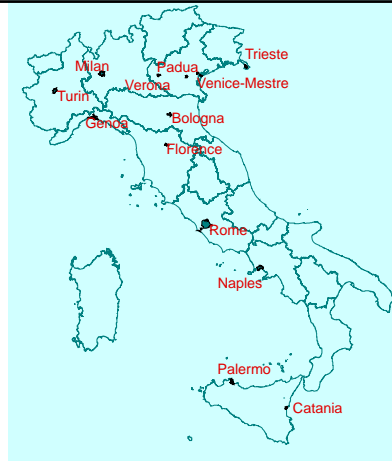 Trieste
Milan
Padua
Verona
Venice-Mestre
Turin
Genoa
Bologna
Florence
Rome
Naples
Palermo
Catania